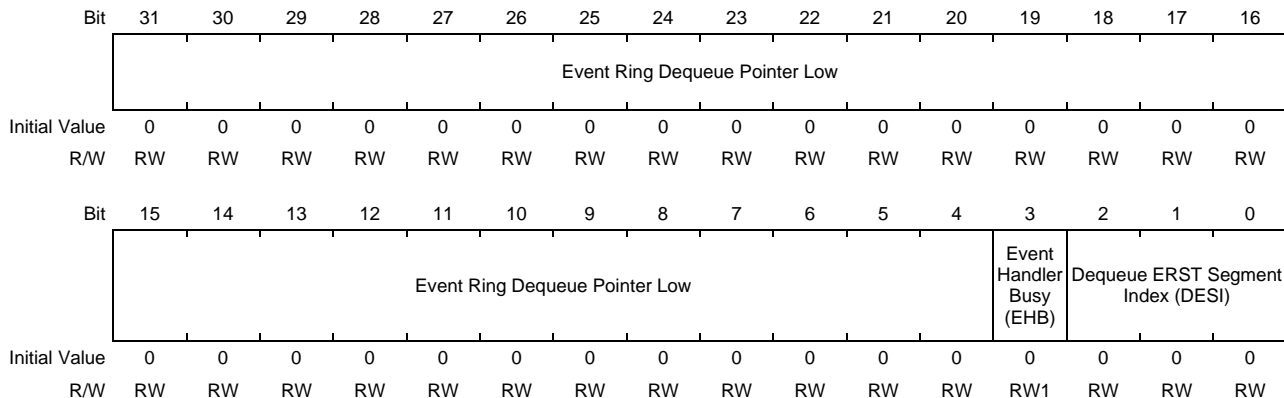 Bit 31 30 29 28 27 26 25 24 23 22 21 20 19 18 17 16
Event Ring Dequeue Pointer Low
Initial Value 0 0 0 0 0 0 0 0 0 0 0 0 0 0 0 0
R/W RW RW RW RW RW RW RW RW RW RW RW RW RW RW RW RW
Bit 15 14 13 12 11 10 9 8 7 6 5 4 3 2 1 0
Event Ring Dequeue Pointer Low
Event
Handler
Busy
(EHB)
Dequeue ERST Segment
Index (DESI)
Initial Value 0 0 0 0 0 0 0 0 0 0 0 0 0 0 0 0
R/W RW RW RW RW RW RW RW RW RW RW RW RW RW1 RW RW RW